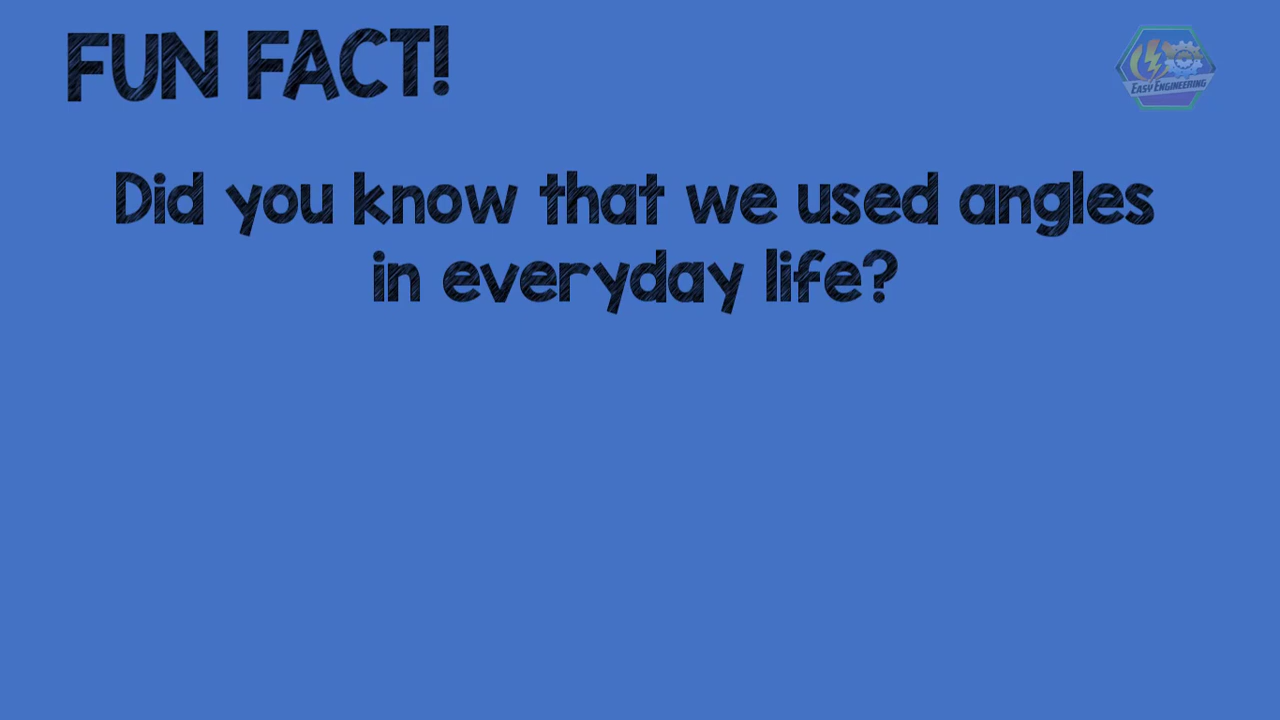 FUN FACT!
EASY ENGINEERING
Did you know that we used angles
in everyday life?